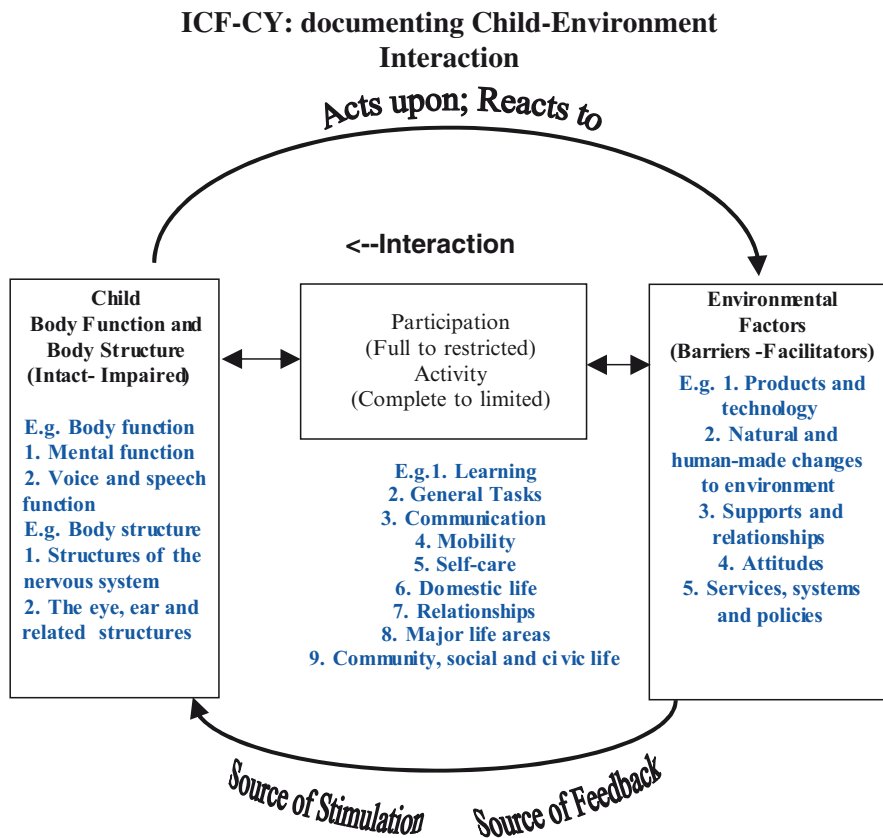 ICF-CY: documenting Child-Environment
Interaction
Acts upon; Reacts to
<--Interaction
Child
Body Function and
Body Structure
(Intact- Impaired)
E.g. Body function
1. Mental function
2. Voice and speech
function
E.g. Body structure
1. Structures of the
nervous system
2. The eye, ear and
related structures
Participation
(Full to restricted)
Activity
(Complete to limited)
E.g.1. Learning
2. General Tasks
3. Communication
4. Mobility
5. Self-care
6. Domestic life
7. Relationships
8. Major life areas
9. Community, social and civic life
Environmental
Factors
(Barriers -Facilitators)
E.g. 1. Products and
technology
2. Natural and
human-made changes
to environment
3. Supports and
relationships
4. Attitudes
5. Services, systems
and policies
Source of Stimulation
Source of Feedback